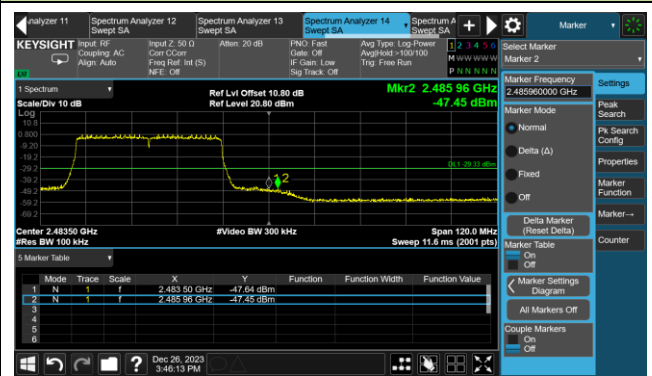 nalyzer 11
Spectrum Analyzer 12
Swept SA
Spectrum Analyzer 13
Swept SA
Spectrum Analyzer 14
Swept SA
Spectrum A
Swept SA
Marker
KEYSIGHT
Input: RF
Coupling: AC
Align: Auto
Input Z: 50 Ω
Corr CCorr
Freq Ref: Int (S)
NFE: Off
Atten: 20 dB
PNO: Fast
Gate: Off
IF Gain: Low
Sig Track: Off
Avg Type: Log-Power
Avg|Hold:>100/100
Trig: Free Run
1 2 3 4 5 6
M W W W W W
P N N N N N
LXI
Select Marker
Marker 2
1 Spectrum
Scale/Div 10 dB
Ref Lvl Offset 10.80 dB
Ref Level 20.80 dBm
Mkr2 2.485 96 GHz
-47.45 dBm
Log
10.8
0.800
-9.20
-19.2
-29.2
-39.2
-49.2
-59.2
-69.2
DL1 -29.33 dBm
2
Center 2.48350 GHz
#Res BW 100 kHz
#Video BW 300 kHz
Span 120.0 MHz
Sweep 11.6 ms (2001 pts)
5 Marker Table
Mode Trace Scale X Y Function Function Width Function Value
1 N 1 f 2.483 50 GHz -47.64 dBm
2 N 1 f 2.485 96 GHz -47.45 dBm
3
4
5
6
Marker Frequency
2.485960000 GHz
Marker Mode
Normal
Delta (Δ)
Fixed
Off
Delta Marker
(Reset Delta)
Marker Table
On
Off
Marker Settings
Diagram
All Markers Off
Couple Markers
On
Off
Settings
Peak
Search
Pk Search
Config
Properties
Marker
Function
Marker→
Counter
?
Dec 26, 2023
3:46:13 PM